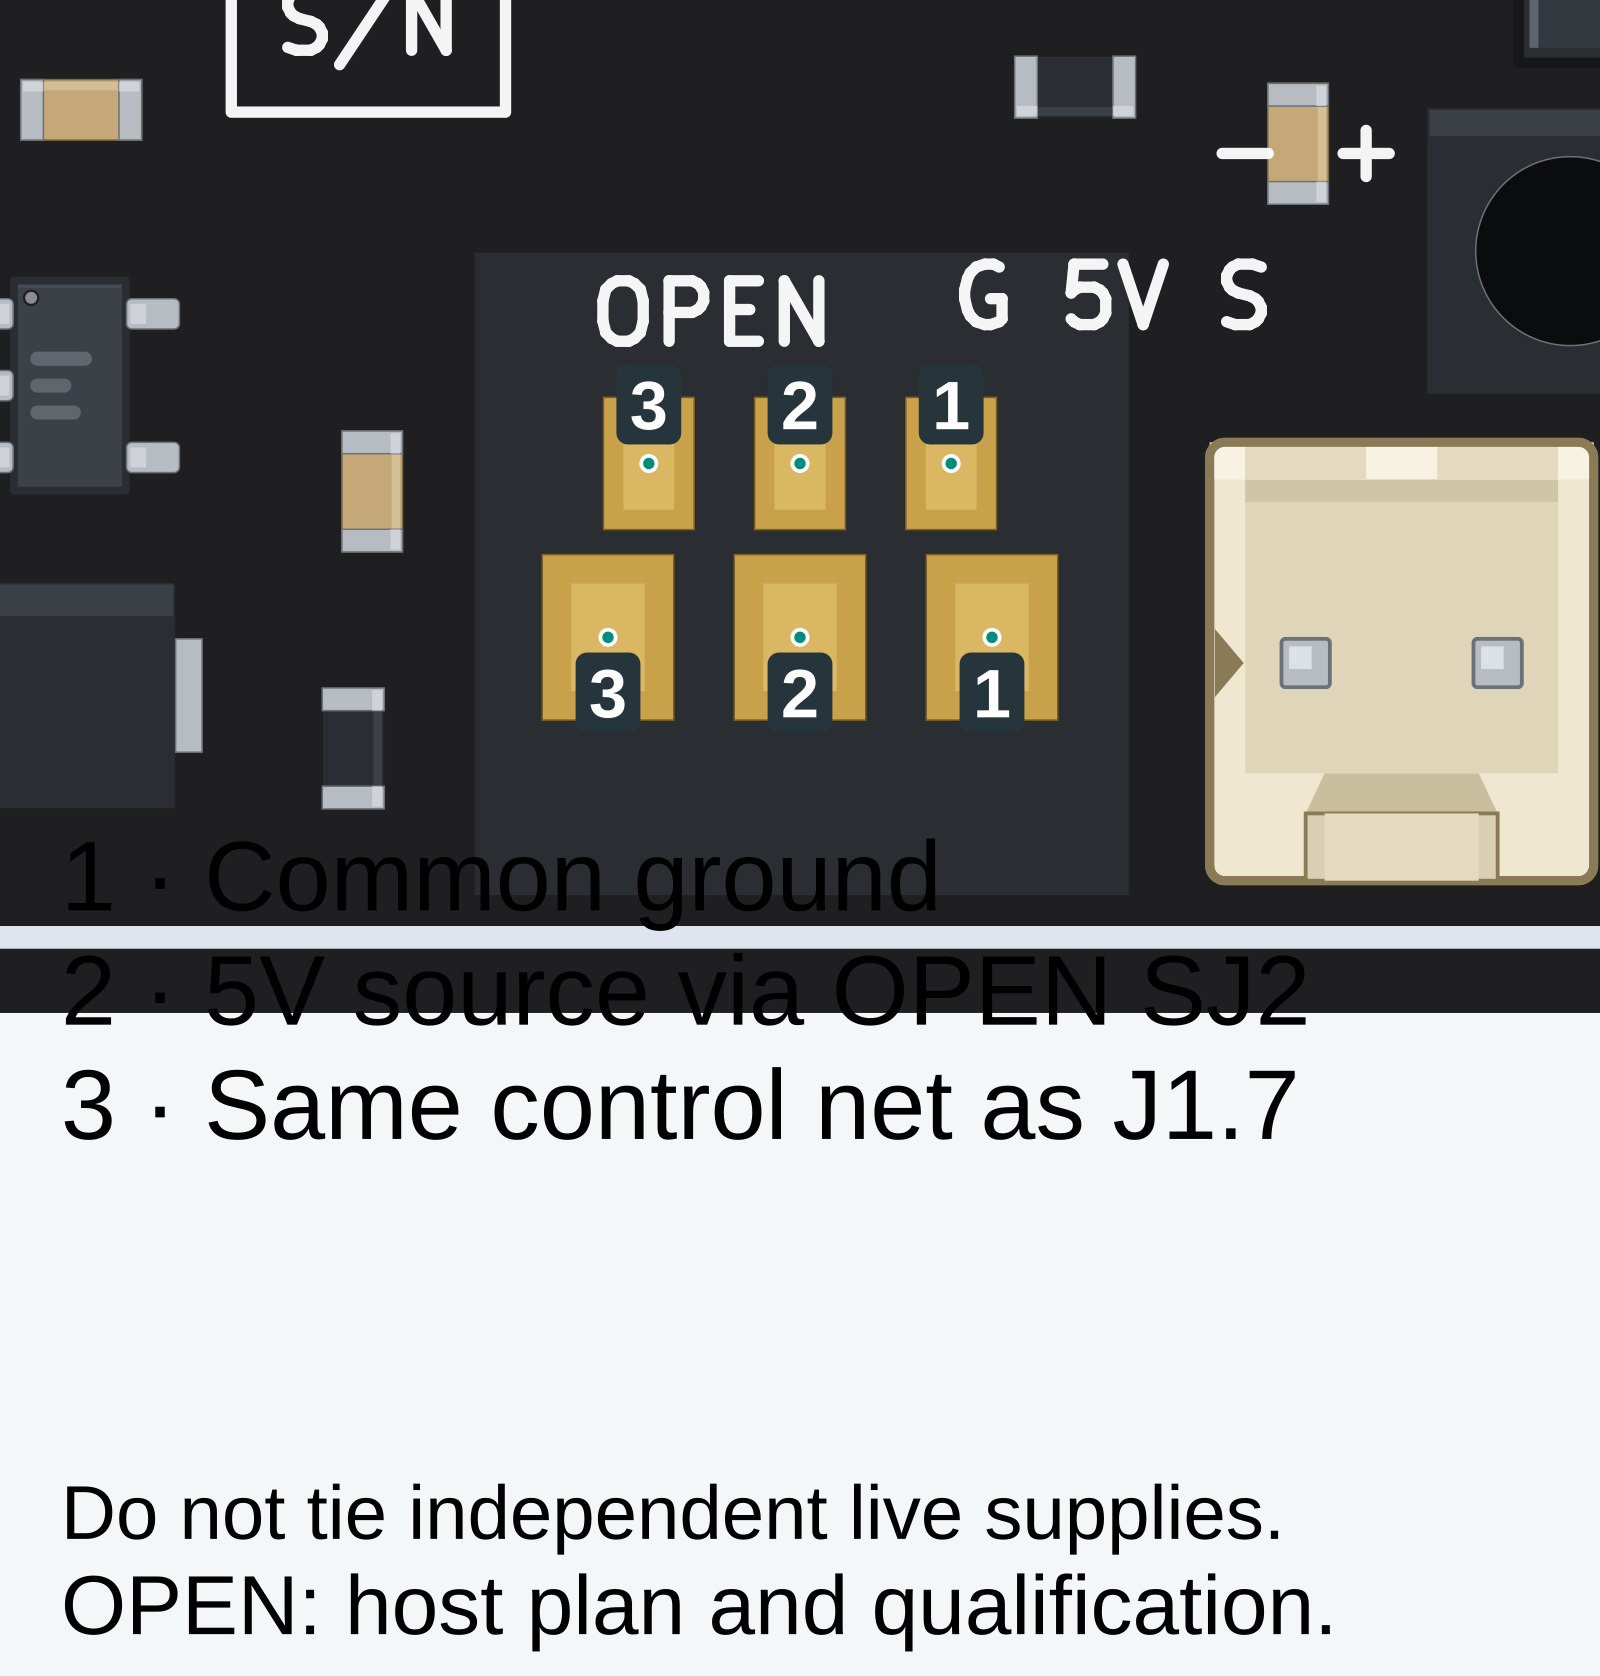 S/N
− +
G 5V S
OPEN
3 2 1
3 2 1
1 · Common ground
2 · 5V source via OPEN SJ2
3 · Same control net as J1.7
Do not tie independent live supplies.
OPEN: host plan and qualification.